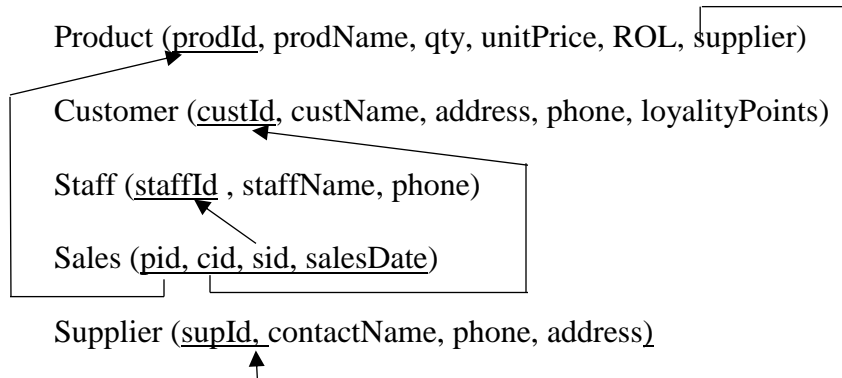 Product (prodId, prodName, qty, unitPrice, ROL, supplier)
Customer (custId, custName, address, phone, loyalityPoints)
Staff (staffId , staffName, phone)
Sales (pid, cid, sid, salesDate)
Supplier (supId, contactName, phone, address)